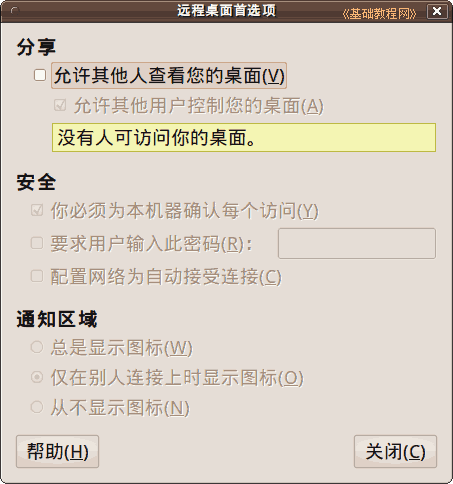 远程桌面首选项
《基础教程网》
分享
允许其他人查看您的桌面(V)
允许其他用户控制您的桌面(A)
没有人可访问你的桌面。
安全
你必须为本机器确认每个访问(Y)
要求用户输入此密码(R)：
配置网络为自动接受连接(C)
通知区域
总是显示图标(W)
仅在别人连接上时显示图标(O)
从不显示图标(N)
帮助(H)
关闭(C)